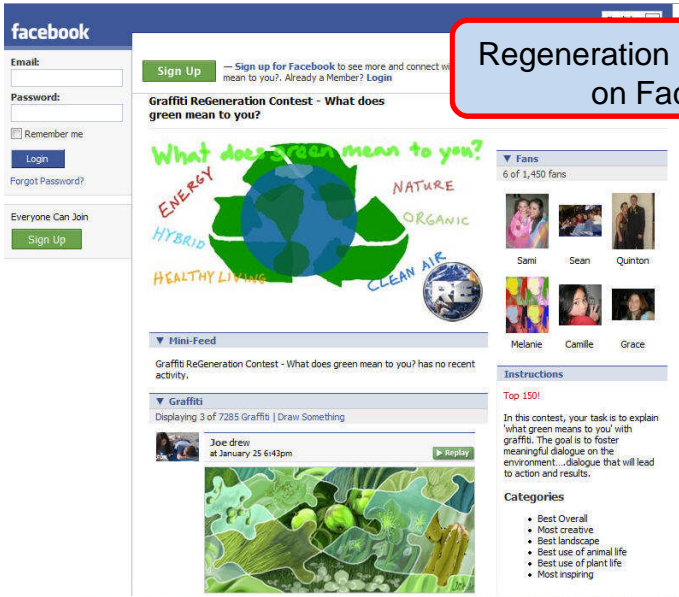 facebook
Email:
Password:
Remember me
Login
Forgot Password?
Everyone Can Join
Sign Up
Regeneration
on Fac
Sign Up
— Sign up for Facebook to see more and connect wi
mean to you?. Already a Member? Login
Graffiti ReGeneration Contest - What does
green mean to you?
What does green mean to you?
ENERGY
NATURE
ORGANIC
HYBRID
HEALTHY LIVING
CLEAN AIR
RE
▼ Mini-Feed
Graffiti ReGeneration Contest - What does green mean to you? has no recent
activity.
▼ Graffiti
Displaying 3 of 7285 Graffiti | Draw Something
Joe drew
at January 25 6:43pm
Replay
▼ Fans
6 of 1,450 fans
Sami Sean Quinton
Melanie Camille Grace
Instructions
Top 150!
In this contest, your task is to explain
'what green means to you' with
graffiti. The goal is to foster
meaningful dialogue on the
environment....dialogue that will lead
to action and results.
Categories
• Best Overall
• Most creative
• Best landscape
• Best use of animal life
• Best use of plant life
• Most inspiring